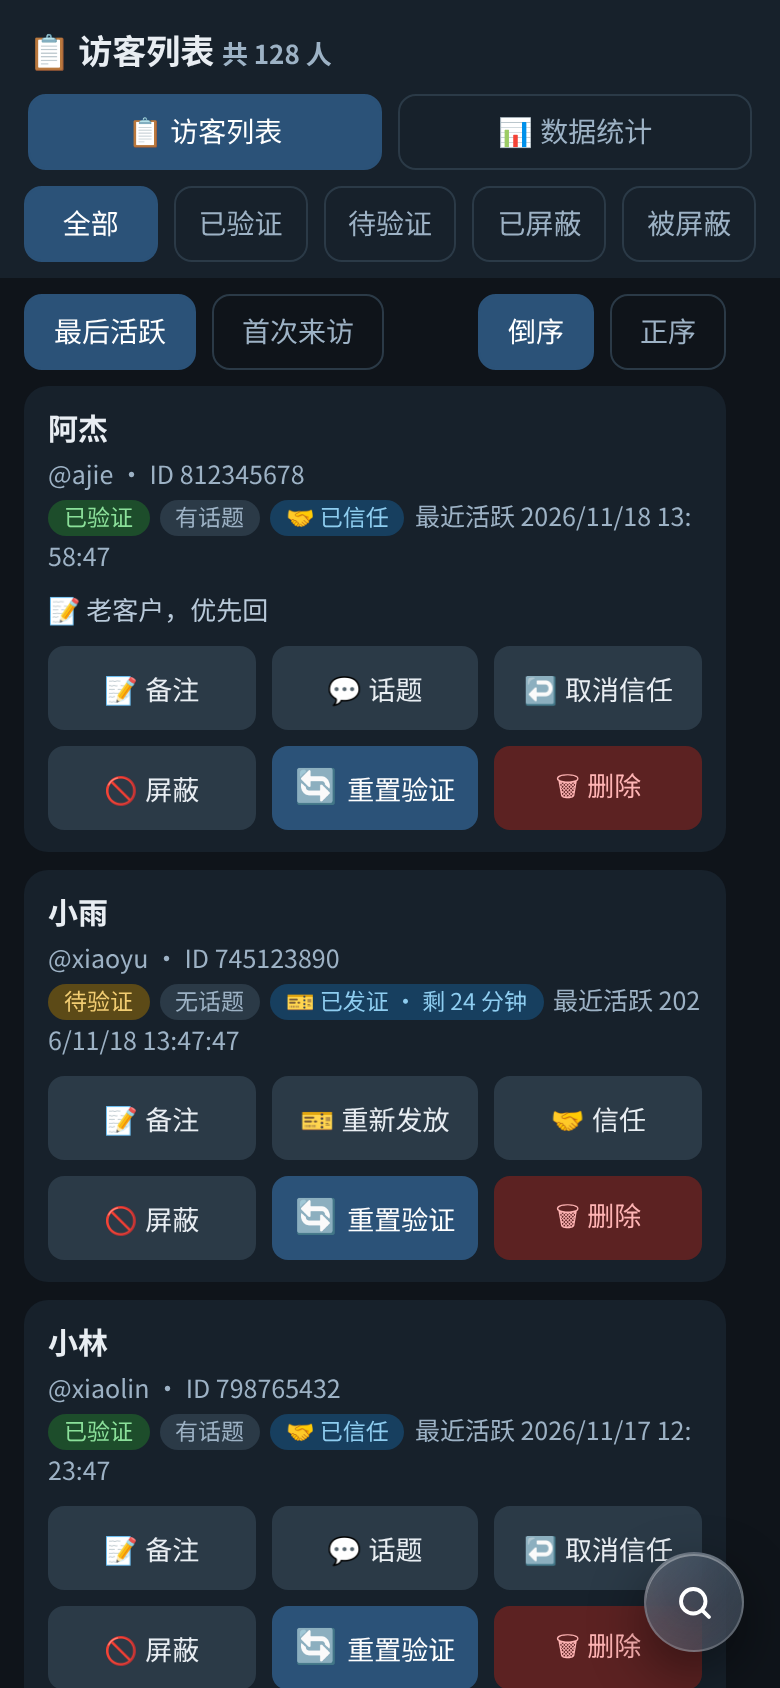 📋 访客列表 共 128 人
📋 访客列表 📊 数据统计
全部 已验证 待验证 已屏蔽 被屏蔽
最后活跃 首次来访 倒序 正序
阿杰
@ajie · ID 812345678
已验证 有话题 🤝 已信任 最近活跃 2026/11/18 13:
58:47
📝 老客户，优先回
📝 备注 💬 话题 ↩️ 取消信任
🚫 屏蔽 🔄 重置验证 🗑 删除
小雨
@xiaoyu · ID 745123890
待验证 无话题 🎫 已发证 · 剩 24 分钟 最近活跃 202
6/11/18 13:47:47
📝 备注 🎫 重新发放 🤝 信任
🚫 屏蔽 🔄 重置验证 🗑 删除
小林
@xiaolin · ID 798765432
已验证 有话题 🤝 已信任 最近活跃 2026/11/17 12:
23:47
📝 备注 💬 话题 ↩️ 取消信任
🚫 屏蔽 🔄 重置验证 🗑 删除